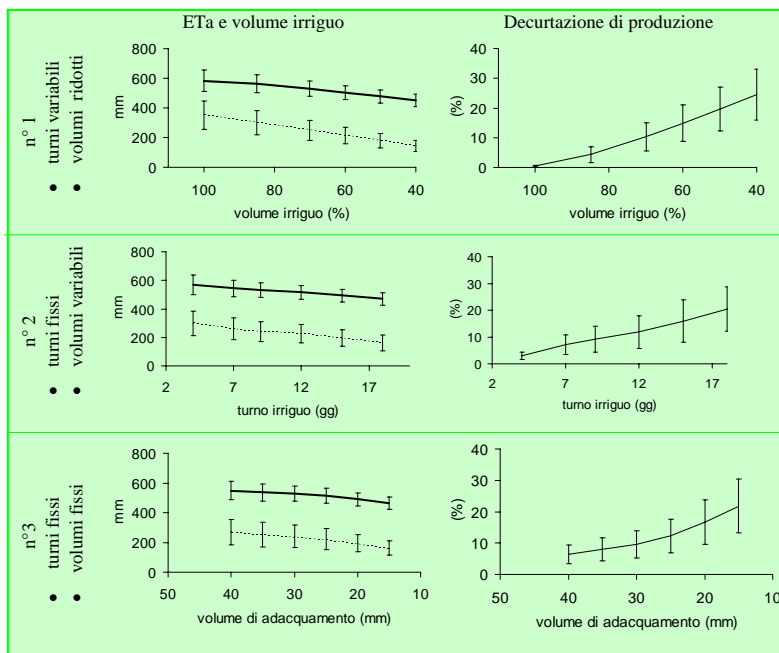 ETa e volume irriguo
Decurtazione di produzione
n° 1
• turni variabili
• volumi ridotti
mm
800
600
400
200
0
100 80 60 40
volume irriguo (%)
(%)
40
30
20
10
0
100 80 60 40
volume irriguo (%)
n° 2
• turni fissi
• volumi variabili
mm
800
600
400
200
0
2 7 12 17
turno irriguo (gg)
(%)
40
30
20
10
0
2 7 12 17
turno irriguo (gg)
n°3
• turni fissi
• volumi fissi
mm
800
600
400
200
0
50 40 30 20 10
volume di adacquamento (mm)
(%)
40
30
20
10
0
50 40 30 20 10
volume di adacquamento (mm)